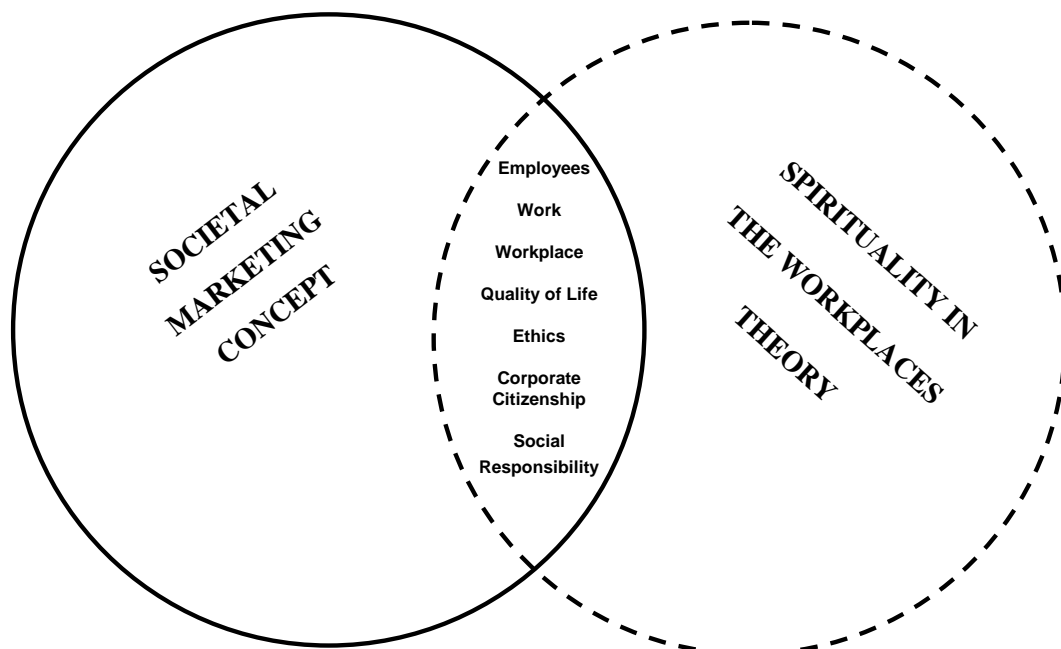 SOCIETAL
MARKETING
CONCEPT
Employees
Work
Workplace
Quality of Life
Ethics
Corporate
Citizenship
Social
Responsibility
SPIRITUALITY IN
THE WORKPLACES
THEORY